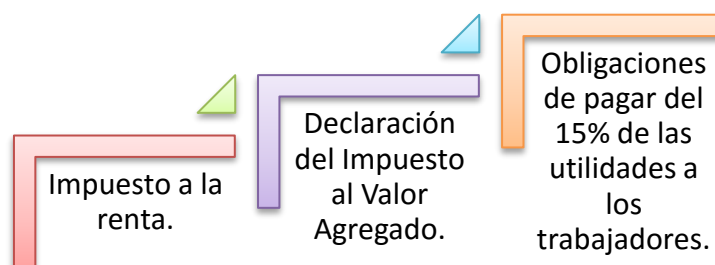 Impuesto a la
renta.
Declaración
del Impuesto
al Valor
Agregado.
Obligaciones
de pagar del
15% de las
utilidades a
los
trabajadores.